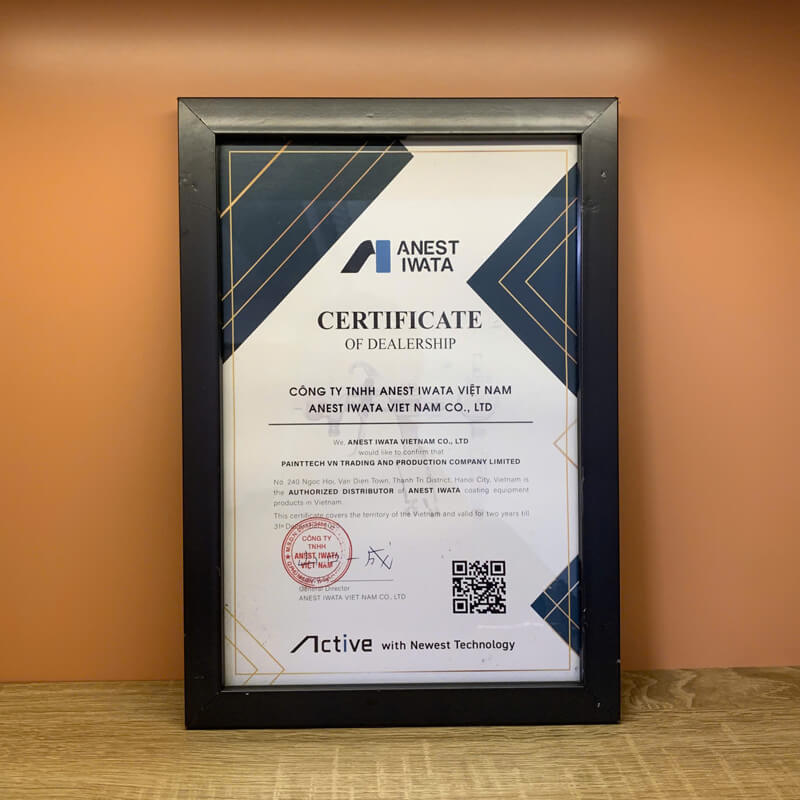 ANEST
IWATA
CERTIFICATE
OF DEALERSHIP
CÔNG TY TNHH ANEST IWATA VIỆT NAM
ANEST IWATA VIET NAM CO., LTD
We, ANEST IWATA VIETNAM CO., LTD
would like to confirm that
PAINTTECH VN TRADING AND PRODUCTION COMPANY LIMITED
No. 240 Ngoc Hoi, Van Dien Town, Thanh Tri District, Hanoi City, Vietnam is
the AUTHORIZED DISTRIBUTOR of ANEST IWATA coating equipment
products in Vietnam.
This certificate covers the territory of the Vietnam and valid for two years till
31st
CÔNG TY
TNHH
ANEST IWATA
VIỆT NAM
General Director
ANEST IWATA VIET NAM CO., LTD
Active with Newest Technology